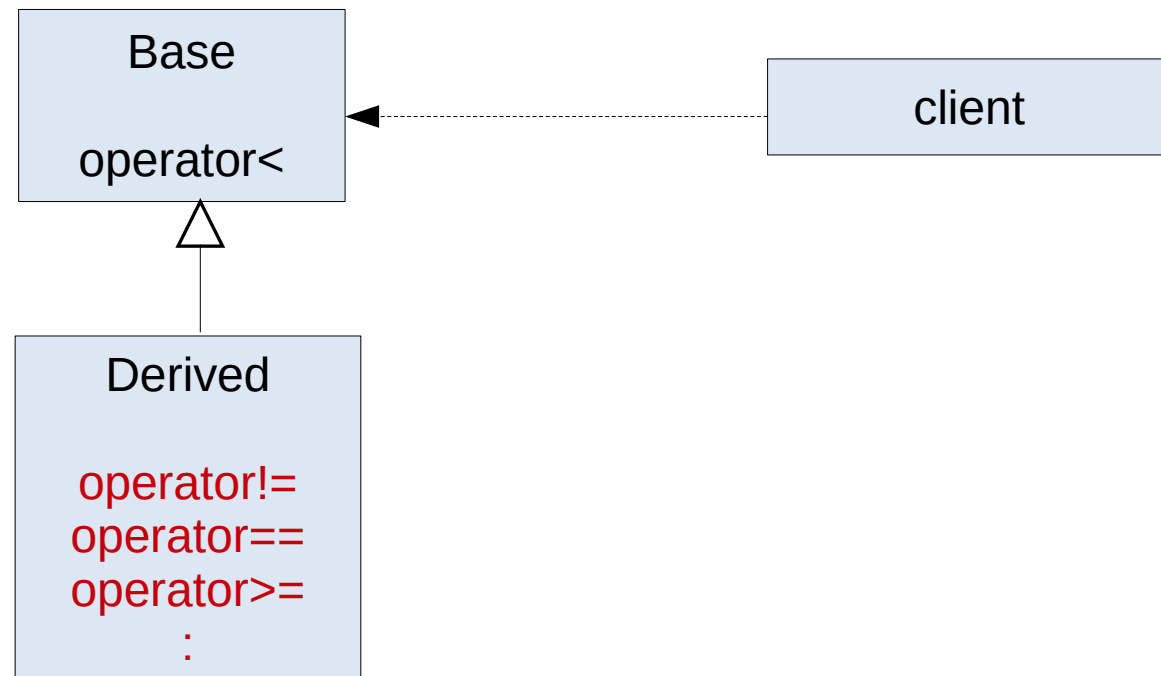 Base
operator<
client
Derived
operator!=
operator==
operator>=
: